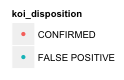 koi_disposition
CONFIRMED
FALSE POSITIVE